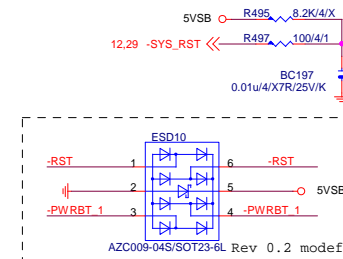 5VSB R495 8.2K/4/X
12,29 -SYS_RST R497 100/4/1
BC197
0.01u/4/X7R/25V/K
ESD10
-RST 1 6 -RST
2 5 5VSB
-PWRBT_1 3 4 -PWRBT_1
AZC009-04S/SOT23-6L Rev 0.2 modef